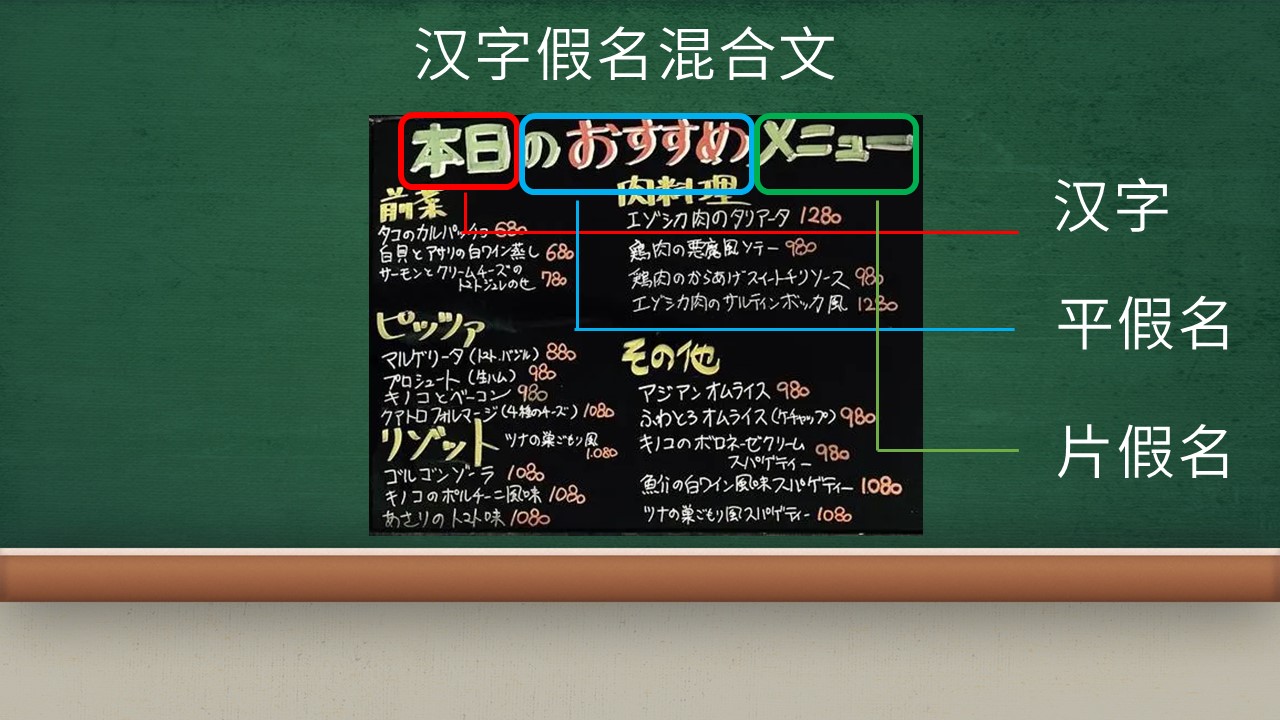 汉字假名混合文
本日のおすすめメニュー
前菜
タコのカルパッチョ 680
白貝とアサリの白ワイン蒸し 680
サーモンとクリームチーズの
トマトジュレのせ 780
ピッツァ
マルゲリータ(トマト.バジル) 880
プロシュート(生ハム) 980
キノコとベーコン 980
クアトロフォルマージ(4種のチーズ) 1080
ツナの巣ごもり風 1.080
リゾット
ゴルゴンゾーラ 1080
キノコのポルチーニ風味 1080
あさりのトマト味 1080
肉料理
エゾシカ肉のタリアータ 1280
鶏肉の悪魔風ソテー 980
鶏肉のからあげスイートチリソース 980
エゾシカ肉のサルティンボッカ風 1280
その他
アジアンオムライス 980
ふわとろオムライス(ケチャップ) 980
キノコのボロネーゼクリーム
スパゲティー 980
魚介の白ワイン風味スパゲティー 1080
ツナの巣ごもり風スパゲティー 1080
汉字
平假名
片假名